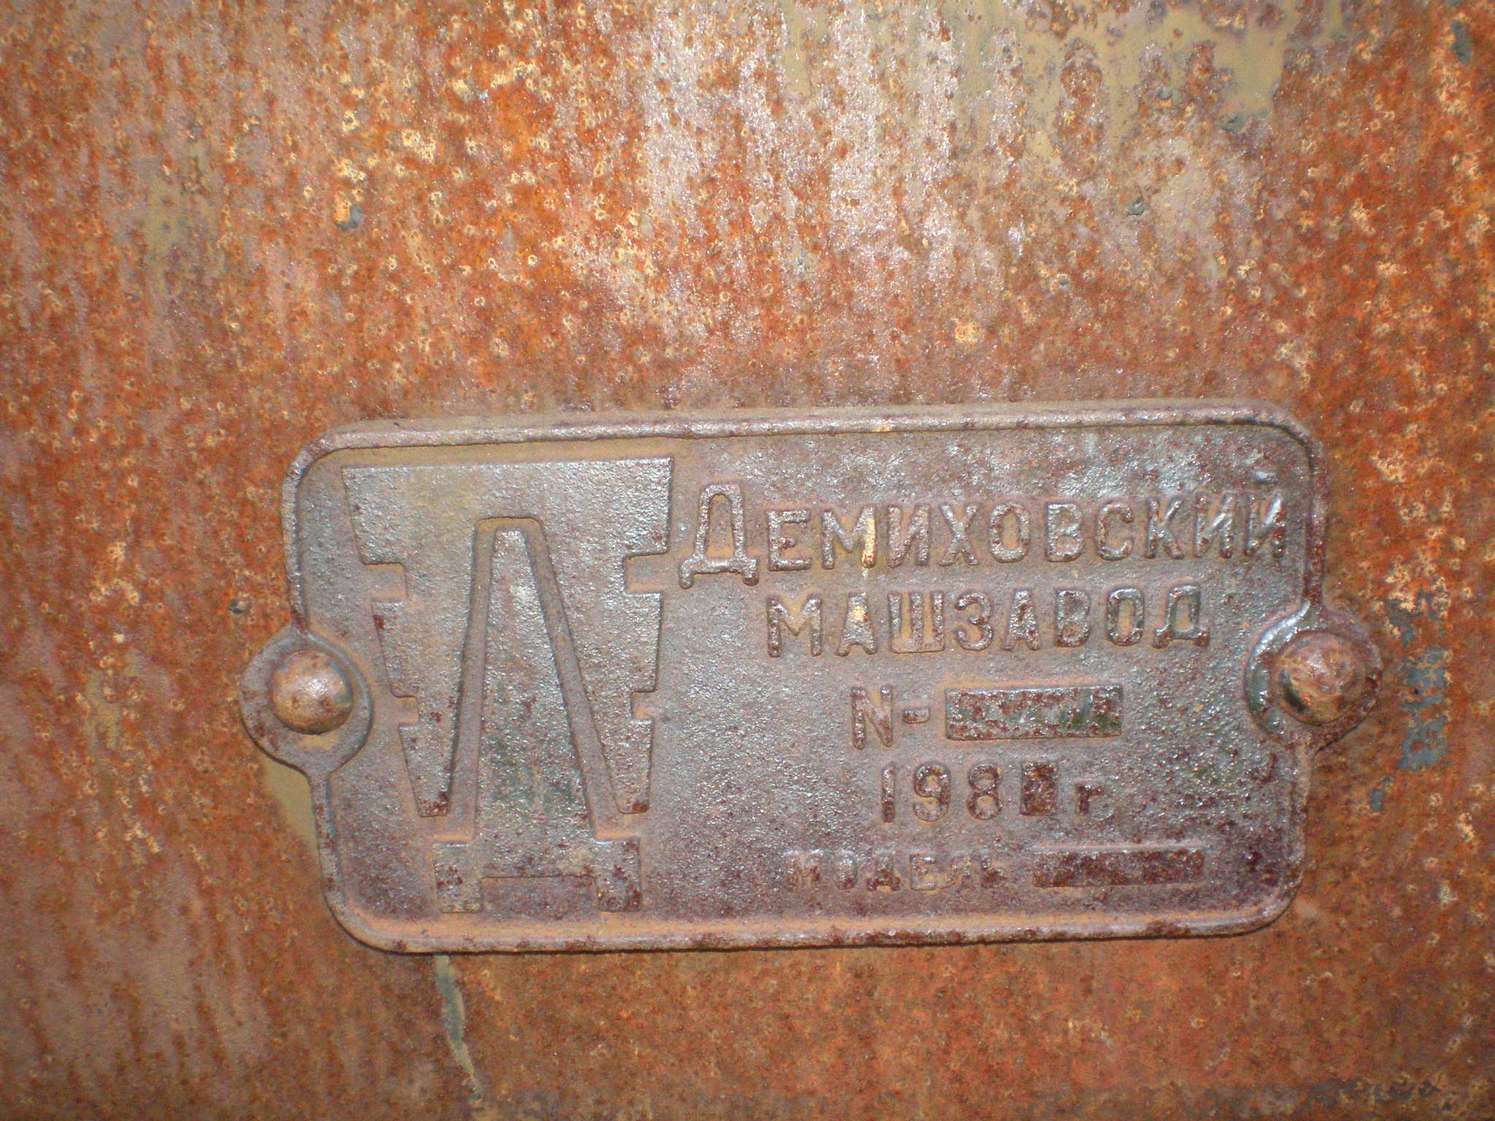 Демиховский
машзавод
N-
198 г.
модель